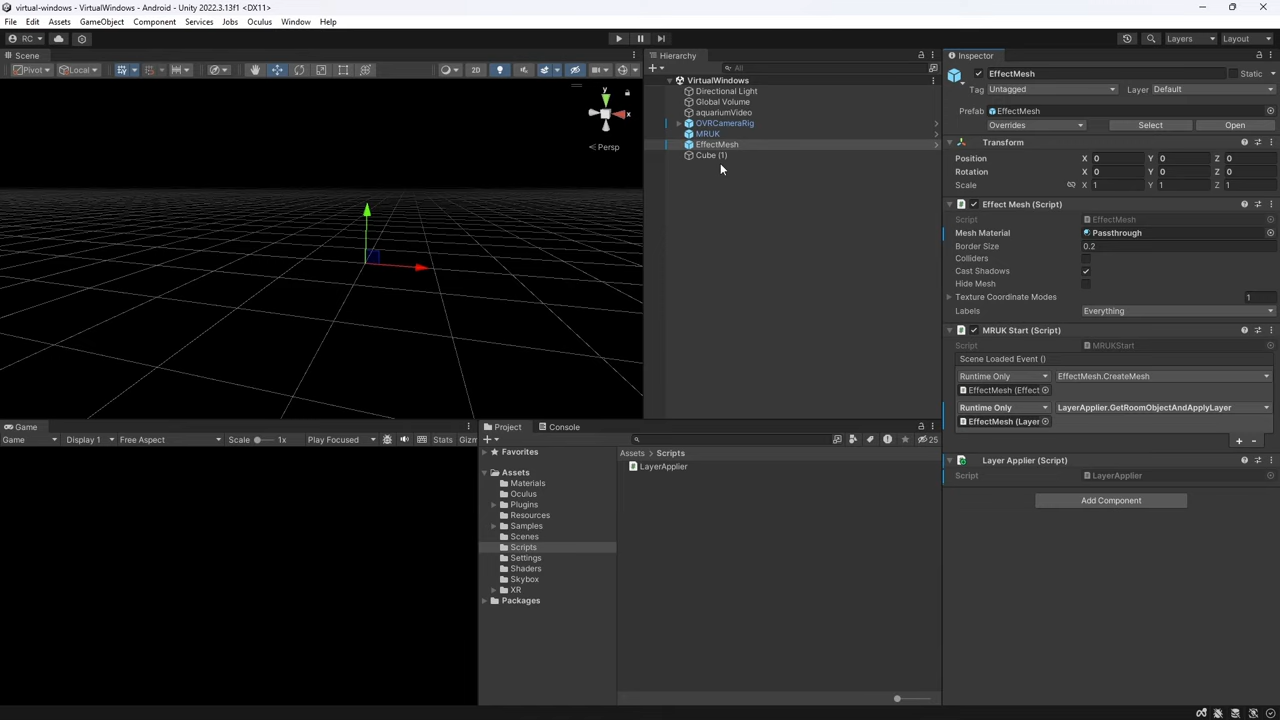 virtual-windows - VirtualWindows - Android - Unity 2022.3.13f1 <DX11>
File Edit Assets GameObject Component Services Jobs Oculus Window Help
RC Layers Layout
Scene
Pivot Local 2D
y
x
Persp
Hierarchy
All
VirtualWindows
Directional Light
Global Volume
aquariumVideo
OVRCameraRig
MRUK
EffectMesh
Cube (1)
Inspector
EffectMesh Static
Tag Untagged Layer Default
Prefab EffectMesh
Overrides Select Open
Transform
Position X 0 Y 0 Z 0
Rotation X 0 Y 0 Z 0
Scale X 1 Y 1 Z 1
Effect Mesh (Script)
Script EffectMesh
Mesh Material Passthrough
Border Size 0.2
Colliders
Cast Shadows
Hide Mesh
Texture Coordinate Modes 1
Labels Everything
MRUK Start (Script)
Script MRUKStart
Scene Loaded Event ()
Runtime Only EffectMesh.CreateMesh
EffectMesh (Effect
Runtime Only LayerApplier.GetRoomObjectAndApplyLayer
EffectMesh (Layer
+ -
Layer Applier (Script)
Script LayerApplier
Add Component
Game
Game Display 1 Free Aspect Scale 1x Play Focused Stats Gizm
Project Console
25
Favorites
Assets
Materials
Oculus
Plugins
Resources
Samples
Scenes
Scripts
Settings
Shaders
Skybox
XR
Packages
Assets > Scripts
LayerApplier